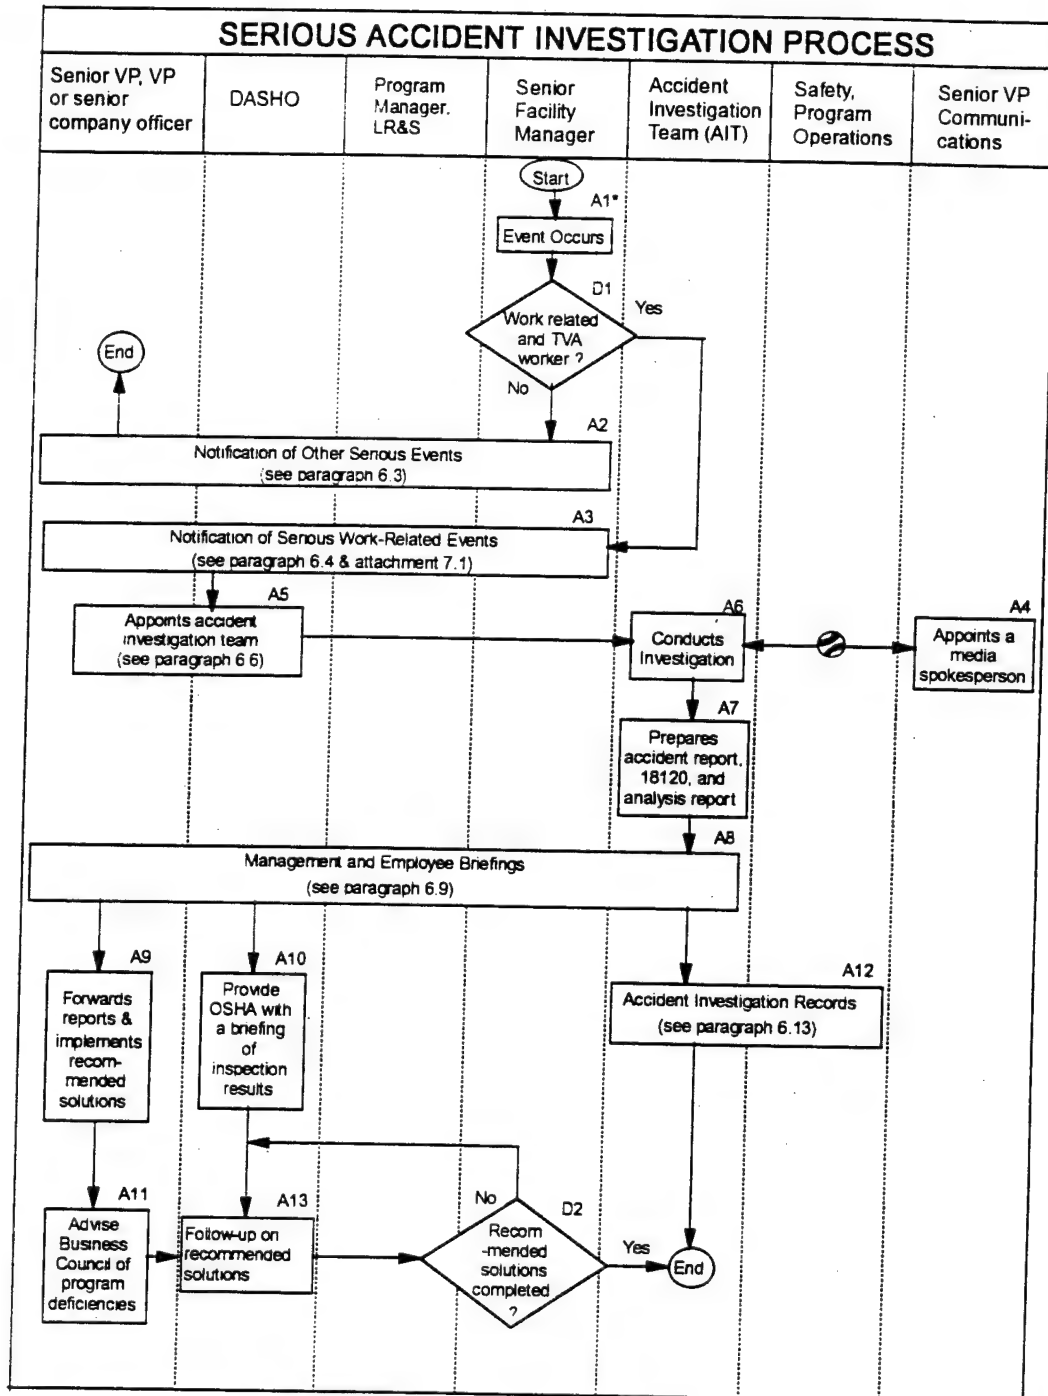 SERIOUS ACCIDENT INVESTIGATION PROCESS
Senior VP, VP
or senior
company officer
DASHO
Program
Manager,
LR&S
Senior
Facility
Manager
Accident
Investigation
Team (AIT)
Safety,
Program
Operations
Senior VP
Communi-
cations
Start
A1*
Event Occurs
D1
Yes
Work related
and TVA
worker ?
No
End
A2
Notification of Other Serious Events
(see paragraph 6.3)
A3
Notification of Serious Work-Related Events
(see paragraph 6.4 & attachment 7.1)
A5
Appoints accident
investigation team
(see paragraph 6.6)
A6
Conducts
Investigation
A4
Appoints a
media
spokesperson
A7
Prepares
accident report,
18120, and
analysis report
A8
Management and Employee Briefings
(see paragraph 6.9)
A9
Forwards
reports &
implements
recom-
mended
solutions
A10
Provide
OSHA with
a briefing
of
inspection
results
A12
Accident Investigation Records
(see paragraph 6.13)
A11
Advise
Business
Council of
program
deficiencies
A13
Follow-up on
recommended
solutions
No
D2
Recom
-mended
solutions
completed
?
Yes
End